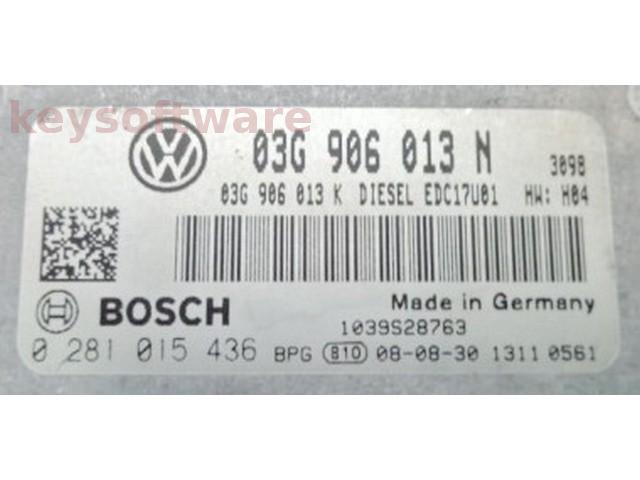 keysoftware
03G 906 013 N 3098
03G 906 013 K DIESEL EDC17U01 HW: H04
BOSCH
Made in Germany
1039S28763
0 281 015 436 BPG 810 08-08-30 1311 0561